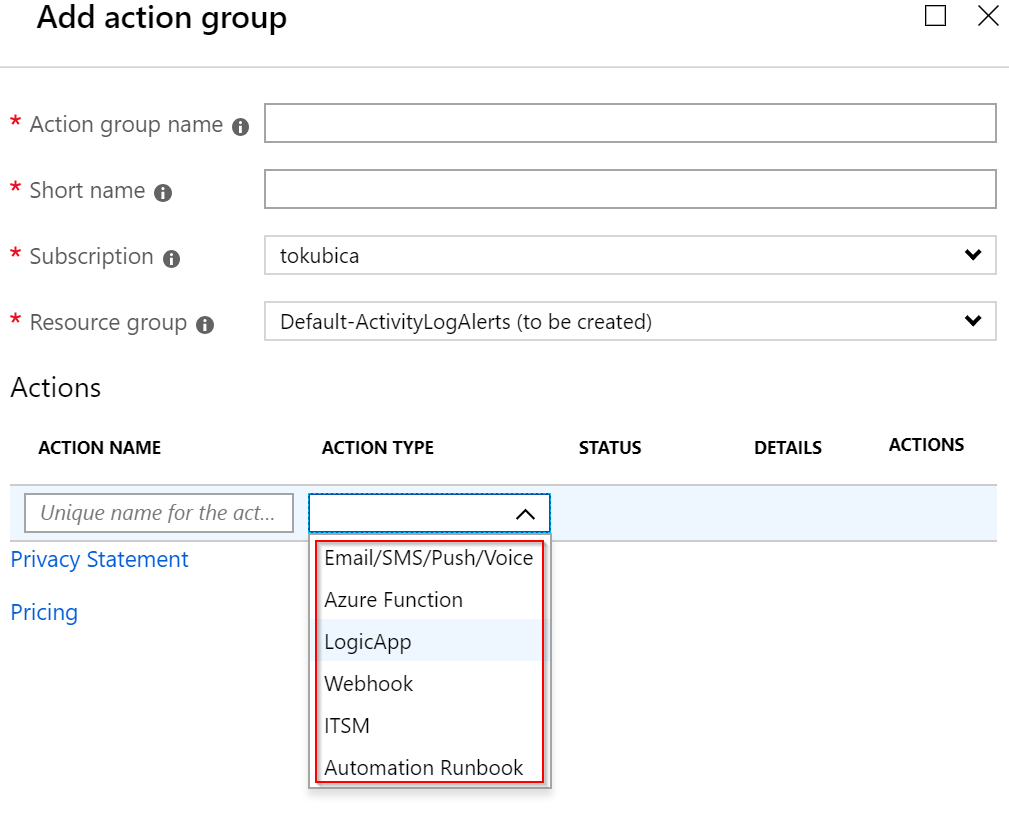 Add action group
* Action group name
* Short name
* Subscription
tokubica
* Resource group
Default-ActivityLogAlerts (to be created)
Actions
ACTION NAME ACTION TYPE STATUS DETAILS ACTIONS
Unique name for the act...
Email/SMS/Push/Voice
Azure Function
LogicApp
Webhook
ITSM
Automation Runbook
Privacy Statement
Pricing